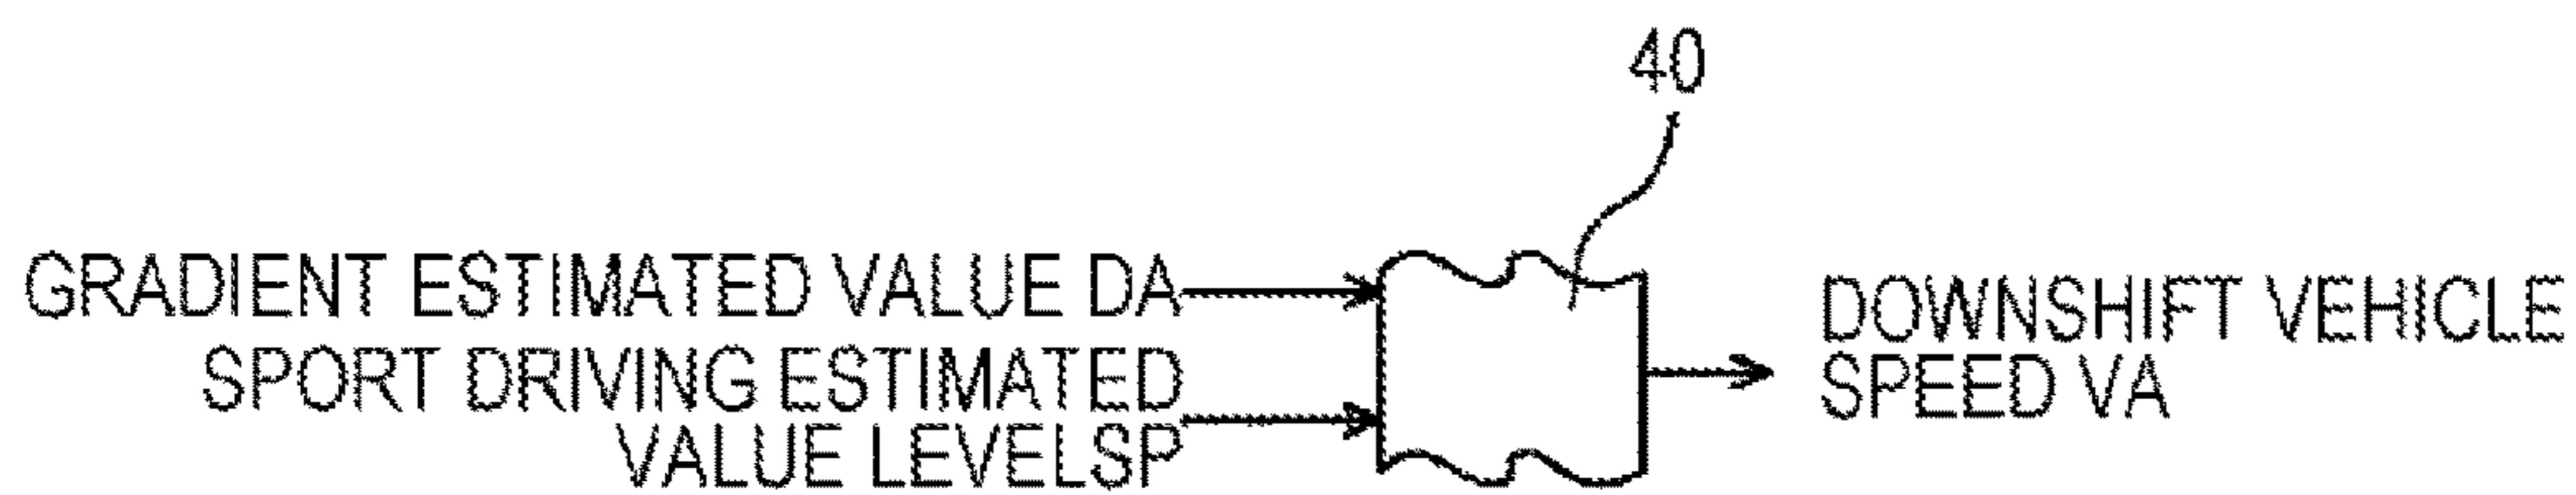 40
GRADIENT ESTIMATED VALUE DA
SPORT DRIVING ESTIMATED
VALUE LEVELSP
DOWNSHIFT VEHICLE
SPEED VA